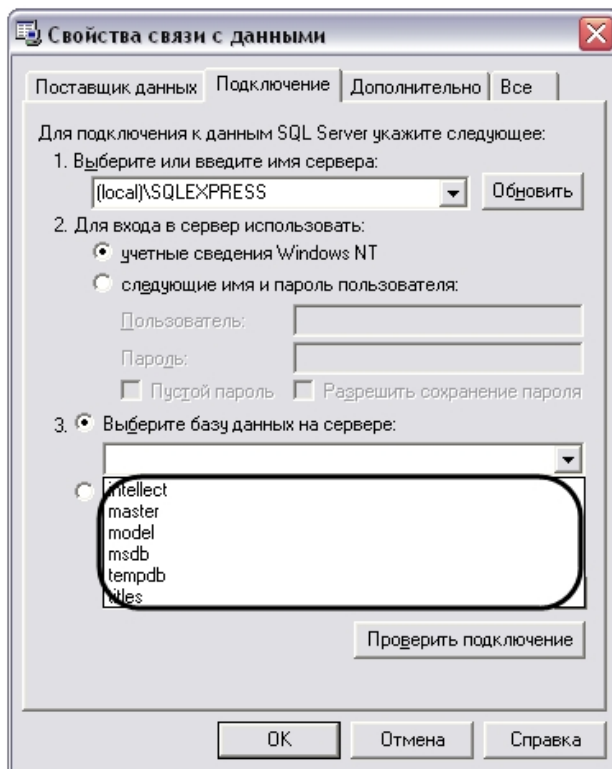 Свойства связи с данными
Поставщик данных Подключение Дополнительно Все
Для подключения к данным SQL Server укажите следующее:
1. Выберите или введите имя сервера:
(local)\SQLEXPRESS Обновить
2. Для входа в сервер использовать:
учетные сведения Windows NT
следующие имя и пароль пользователя:
Пользователь:
Пароль:
Пустой пароль Разрешить сохранение пароля
3. Выберите базу данных на сервере:
intellect
master
model
msdb
tempdb
titles
Проверить подключение
OK Отмена Справка